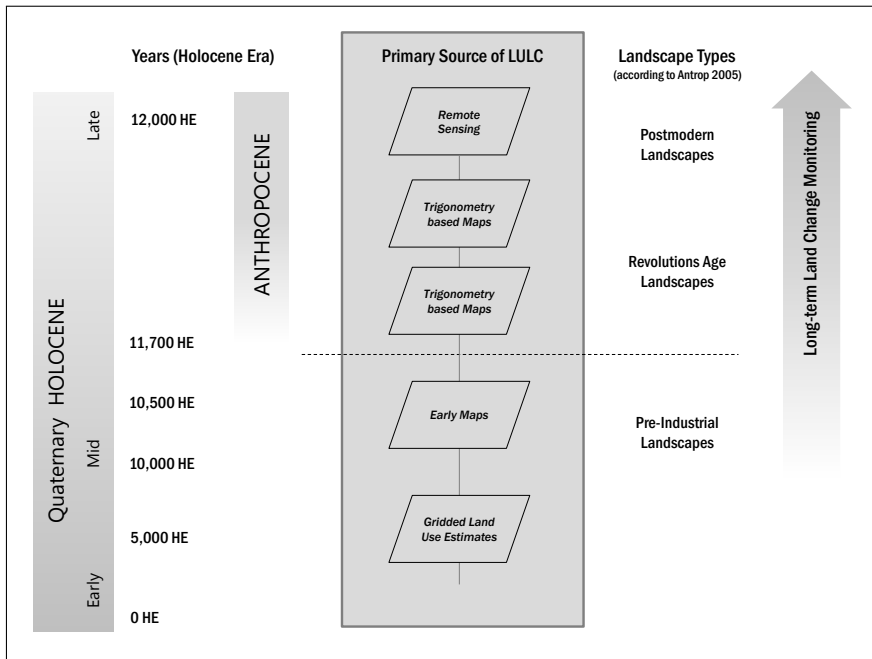 Years (Holocene Era)
Primary Source of LULC
Landscape Types
(according to Antrop 2005)
Quaternary HOLOCENE
Late
Mid
Early
12,000 HE
11,700 HE
10,500 HE
10,000 HE
5,000 HE
0 HE
ANTHROPOCENE
Remote
Sensing
Trigonometry
based Maps
Trigonometry
based Maps
Early Maps
Gridded Land
Use Estimates
Postmodern
Landscapes
Revolutions Age
Landscapes
Pre-Industrial
Landscapes
Long-term Land Change Monitoring